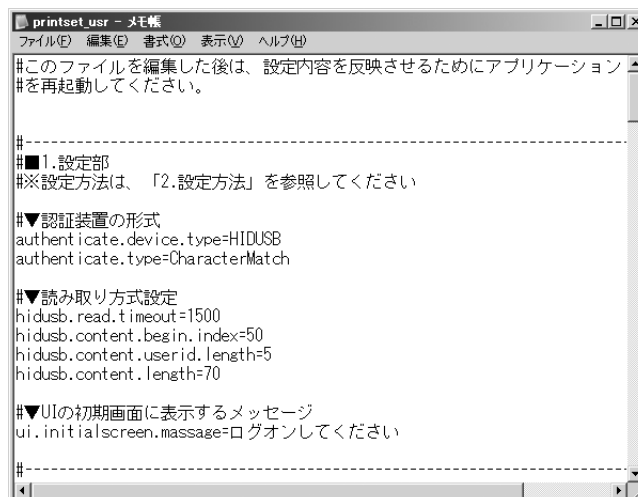 printset_usr - メモ帳
ファイル(F) 編集(E) 書式(O) 表示(V) ヘルプ(H)
#このファイルを編集した後は、設定内容を反映させるためにアプリケーション
#を再起動してください。
#---------------------------------------------------------------------------
#■1.設定部
#※設定方法は、「2.設定方法」を参照してください
#▼認証装置の形式
authenticate.device.type=HIDUSB
authenticate.type=CharacterMatch
#▼読み取り方式設定
hidusb.read.timeout=1500
hidusb.content.begin.index=50
hidusb.content.userid.length=5
hidusb.content.length=70
#▼UIの初期画面に表示するメッセージ
ui.initialscreen.massage=ログオンしてください
#---------------------------------------------------------------------------